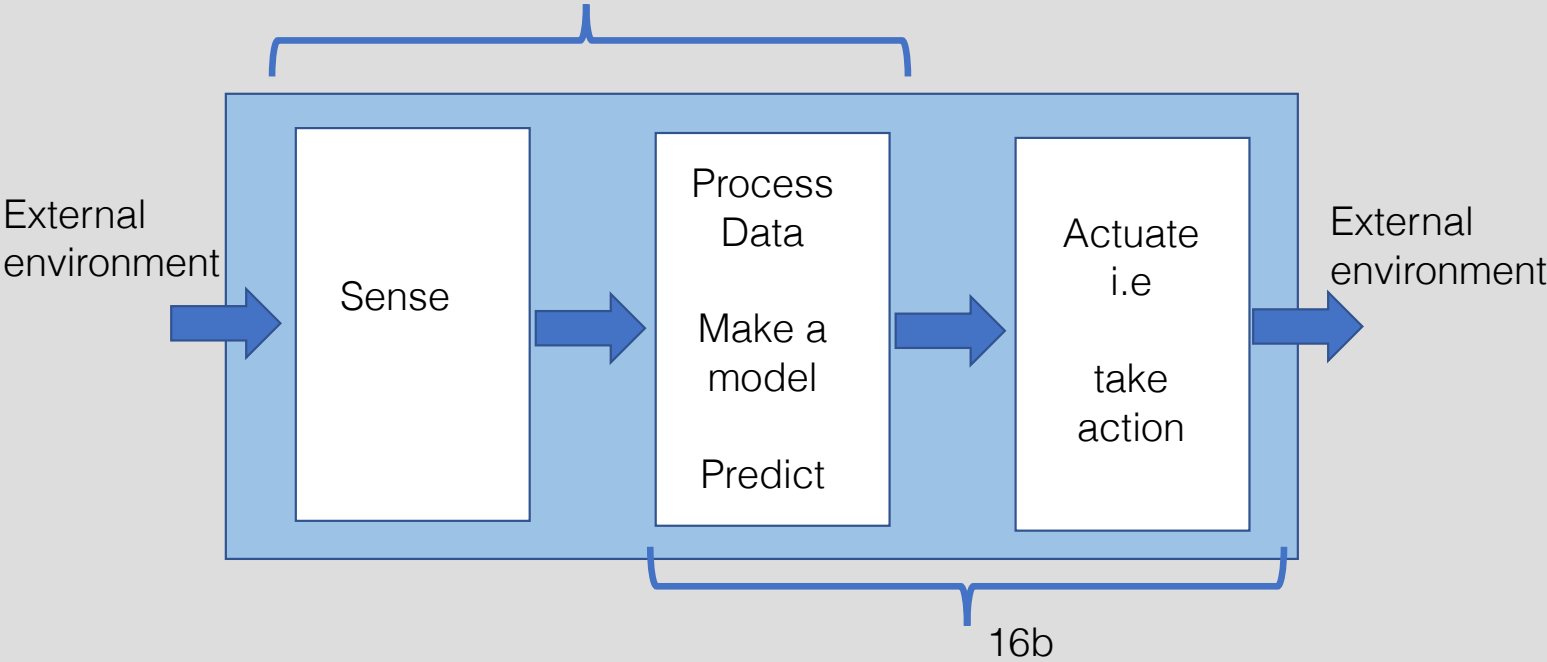 External
environment
Sense
Process
Data
Make a
model
Predict
Actuate
i.e
take
action
External
environment
16b